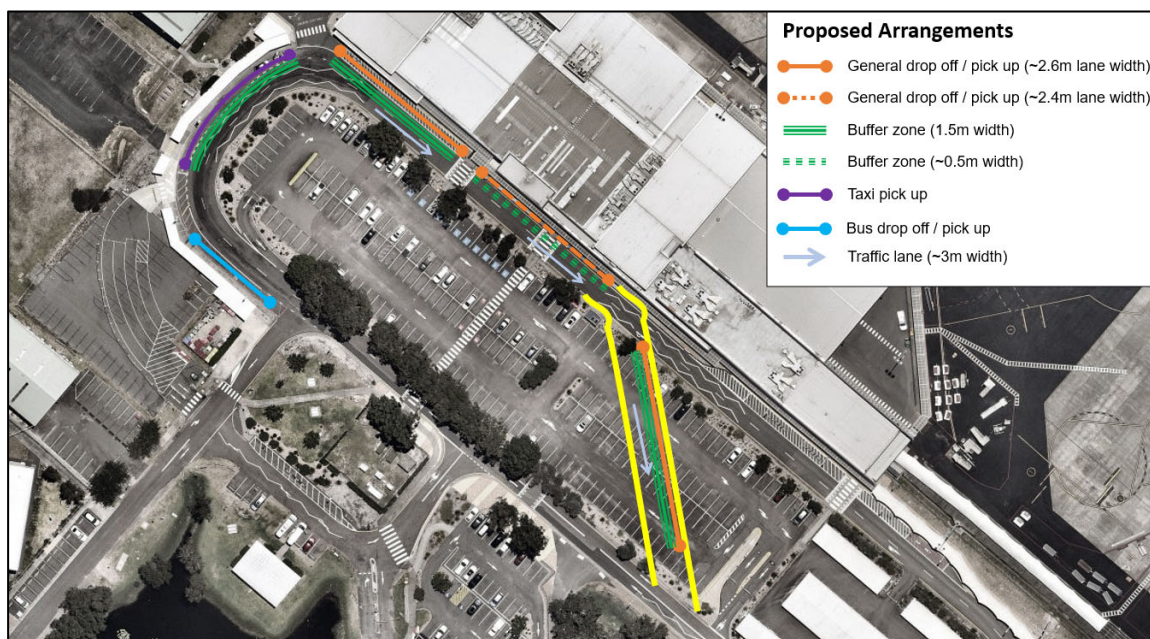 Proposed Arrangements
General drop off / pick up (~2.6m lane width)
General drop off / pick up (~2.4m lane width)
Buffer zone (1.5m width)
Buffer zone (~0.5m width)
Taxi pick up
Bus drop off / pick up
Traffic lane (~3m width)